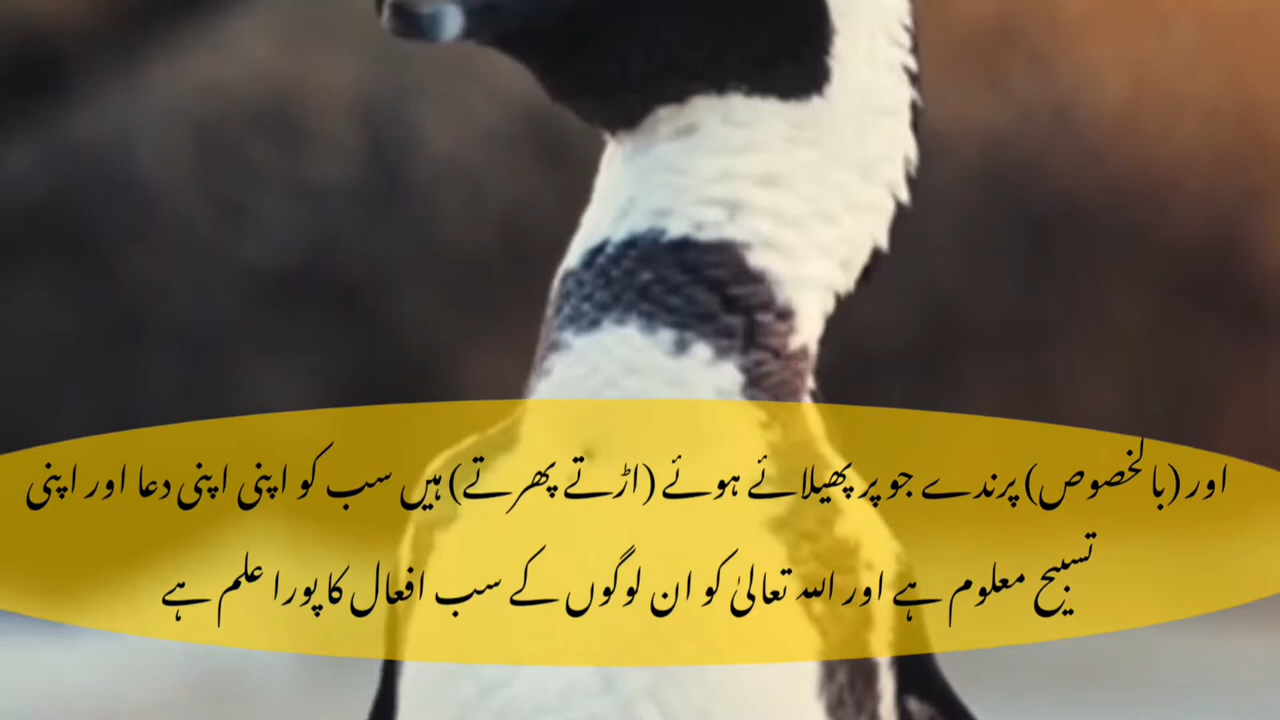 اور (بالخصوص) پرندے جو پر پھیلائے ہوئے (اڑتے پھرتے) ہیں سب کو اپنی اپنی دعا اور اپنی
تسبیح معلوم ہے اور اللہ تعالیٰ کو ان لوگوں کے سب افعال کا پورا علم ہے